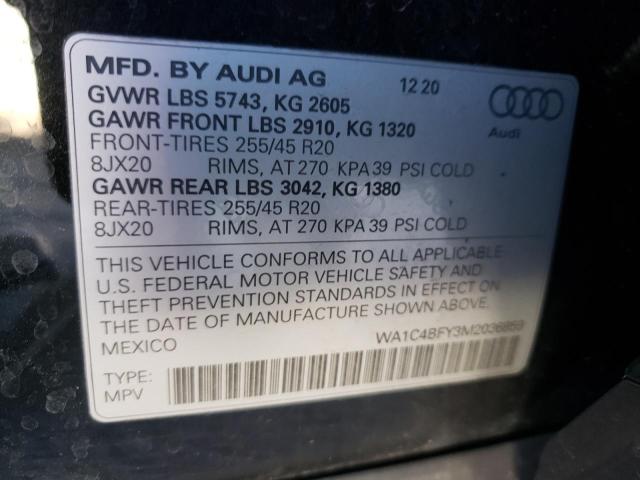 MFD. BY AUDI AG 12 20
GVWR LBS 5743, KG 2605
GAWR FRONT LBS 2910, KG 1320
FRONT-TIRES 255/45 R20
8JX20 RIMS, AT 270 KPA 39 PSI COLD
GAWR REAR LBS 3042, KG 1380
REAR-TIRES 255/45 R20
8JX20 RIMS, AT 270 KPA 39 PSI COLD
Audi
THIS VEHICLE CONFORMS TO ALL APPLICABLE
U.S. FEDERAL MOTOR VEHICLE SAFETY AND
THEFT PREVENTION STANDARDS IN EFFECT ON
THE DATE OF MANUFACTURE SHOWN ABOVE.
MEXICO WA1C4BFY3M2036859
TYPE:
MPV